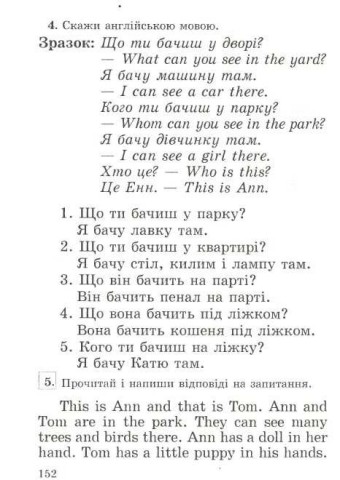 4. Скажи англійською мовою.
Зразок: Що ти бачиш у дворі?
— What can you see in the yard?
Я бачу машину там.
— I can see a car there.
Кого ти бачиш у парку?
— Whom can you see in the park?
Я бачу дівчинку там.
— I can see a girl there.
Хто це? — Who is this?
Це Енн. — This is Ann.
1. Що ти бачиш у парку?
Я бачу лавку там.
2. Що ти бачиш у квартирі?
Я бачу стіл, килим і лампу там.
3. Що він бачить на парті?
Він бачить пенал на парті.
4. Що вона бачить під ліжком?
Вона бачить кошеня під ліжком.
5. Кого ти бачиш на ліжку?
Я бачу Катю там.
5. Прочитай і напиши відповіді на запитання.
This is Ann and that is Tom. Ann and
Tom are in the park. They can see many
trees and birds there. Ann has a doll in her
hand. Tom has a little puppy in his hands.
152